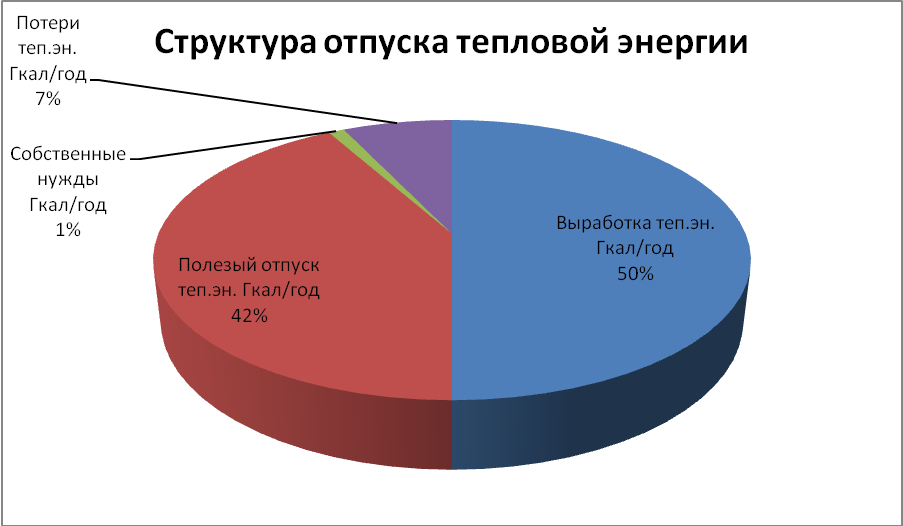 Структура отпуска тепловой энергии
Потери
теп.эн.
Гкал/год
7%
Собственные
нужды
Гкал/год
1%
Полезый отпуск
теп.эн. Гкал/год
42%
Выработка теп.эн.
Гкал/год
50%